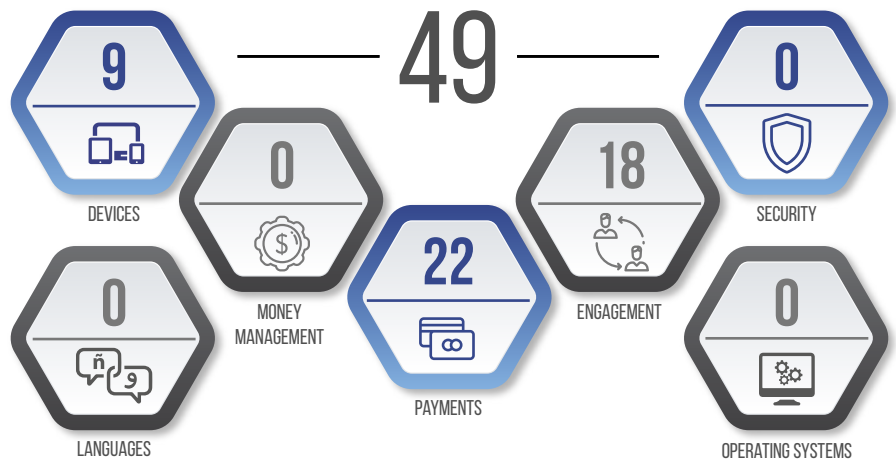 49
9
DEVICES
0
MONEY
MANAGEMENT
22
PAYMENTS
18
ENGAGEMENT
0
SECURITY
0
ñ
و
LANGUAGES
0
OPERATING SYSTEMS
$